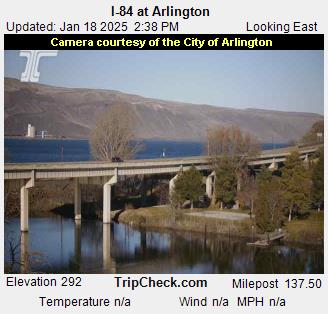 I-84 at Arlington
Updated: Jan 18 2025 2:38 PM Looking East
Camera courtesy of the City of Arlington
Elevation 292 TripCheck.com Milepost 137.50
Temperature n/a Wind n/a MPH n/a